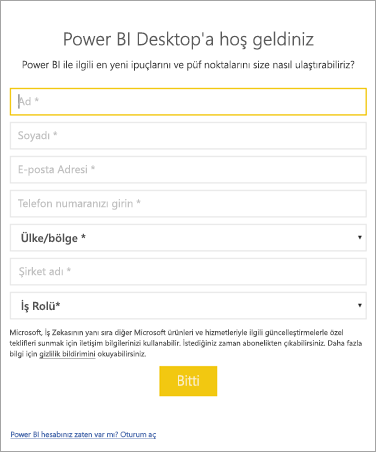 Power BI Desktop'a hoş geldiniz
Power BI ile ilgili en yeni ipuçlarını ve püf noktalarını size nasıl ulaştırabiliriz?
Ad *
Soyadı *
E-posta Adresi *
Telefon numaranızı girin *
Ülke/bölge *
Şirket adı *
İş Rolü*
Microsoft, İş Zekasının yanı sıra diğer Microsoft ürünleri ve hizmetleriyle ilgili güncelleştirmelerle özel
teklifleri sunmak için iletişim bilgilerinizi kullanabilir. İstediğiniz zaman abonelikten çıkabilirsiniz. Daha fazla
bilgi için gizlilik bildirimini okuyabilirsiniz.
Bitti
Power BI hesabınız zaten var mı? Oturum aç